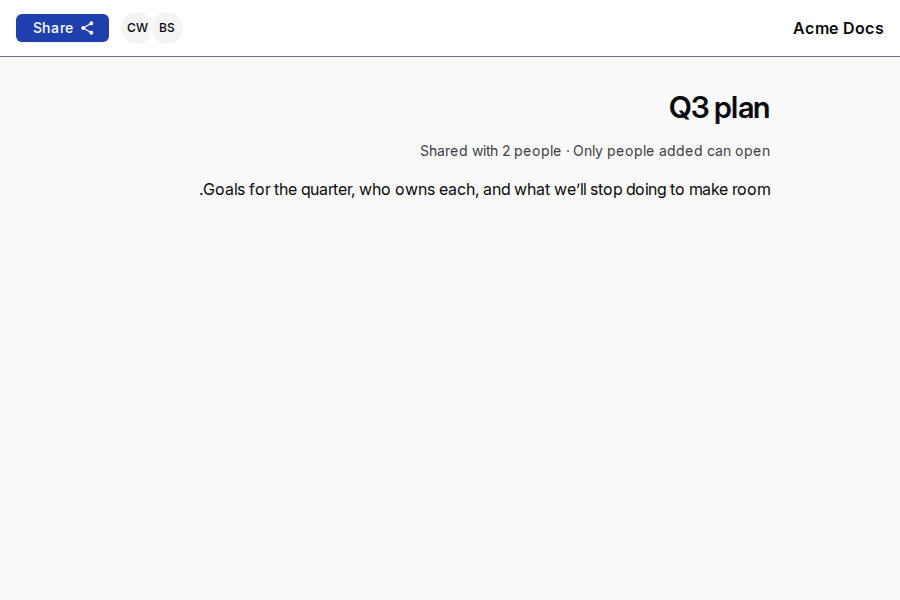 Acme Docs
BS
CW
Share
Q3 plan
Shared with 2 people · Only people added can open
Goals for the quarter, who owns each, and what we’ll stop doing to make room.